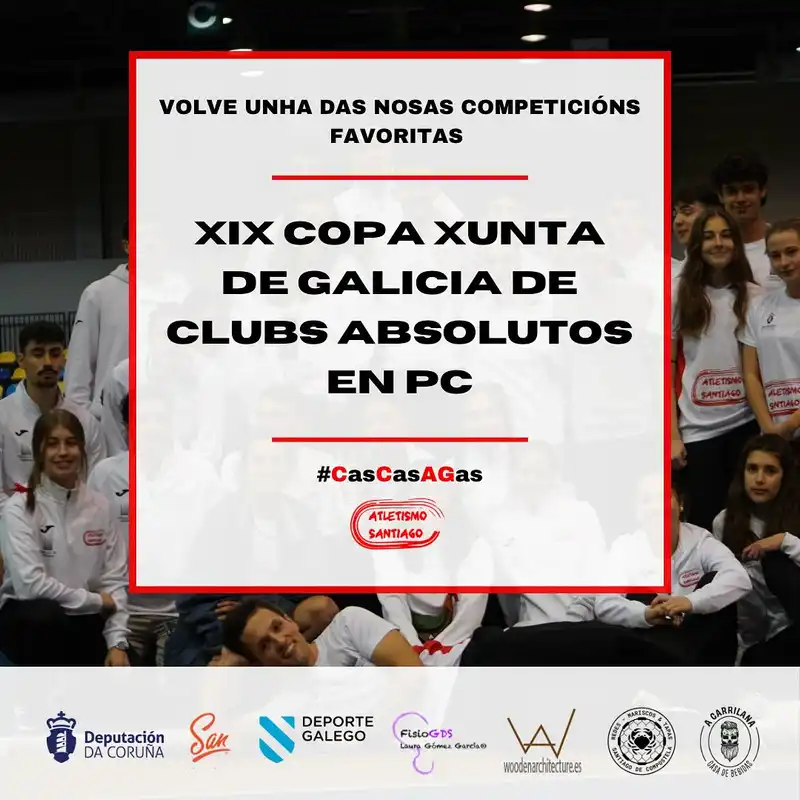 VOLVE UNHA DAS NOSAS COMPETICIÓNS
FAVORITAS
XIX COPA XUNTA
DE GALICIA DE
CLUBS ABSOLUTOS
EN PC
#CasCasAGas
ATLETISMO
SANTIAGO
ATLETISMO
SANTIAGO
ATLETISMO
SANTIAGO
Deputación
DA CORUÑA
San
DEPORTE
GALEGO
FisioGDS
Laura Gómez García®
woodenarchitecture.es
REDES - MARISCOS & TAPAS
SANTIAGO DE COMPOSTELA
A CARRILANA
CASA DE BEBIDAS